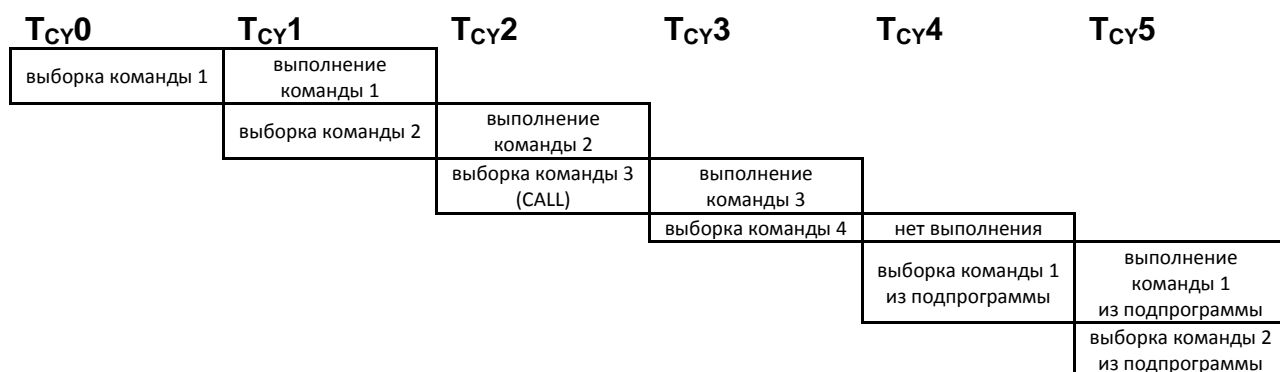 TCY0 TCY1 TCY2 TCY3 TCY4 TCY5
выборка команды 1
выполнение
команды 1
выборка команды 2
выполнение
команды 2
выборка команды 3
(CALL)
выполнение
команды 3
выборка команды 4
нет выполнения
выборка команды 1
из подпрограммы
выполнение
команды 1
из подпрограммы
выборка команды 2
из подпрограммы